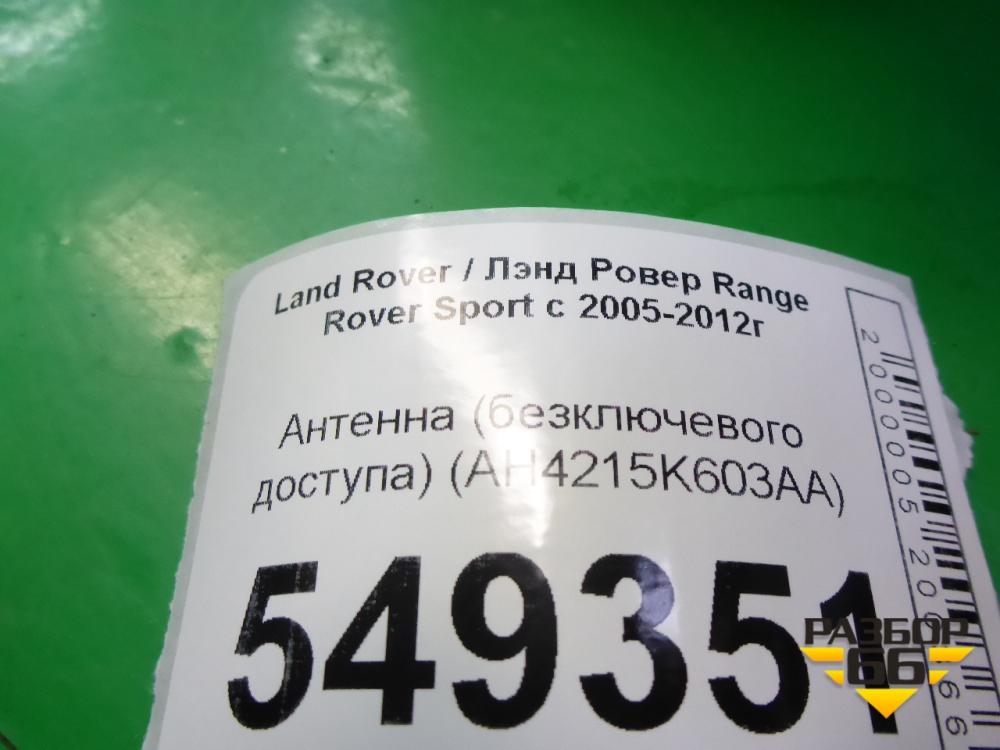 Land Rover / Лэнд Ровер Range
Rover Sport с 2005-2012г
Антенна (безключевого
доступа) (AH4215K603AA)
549351
РАЗБОР
66